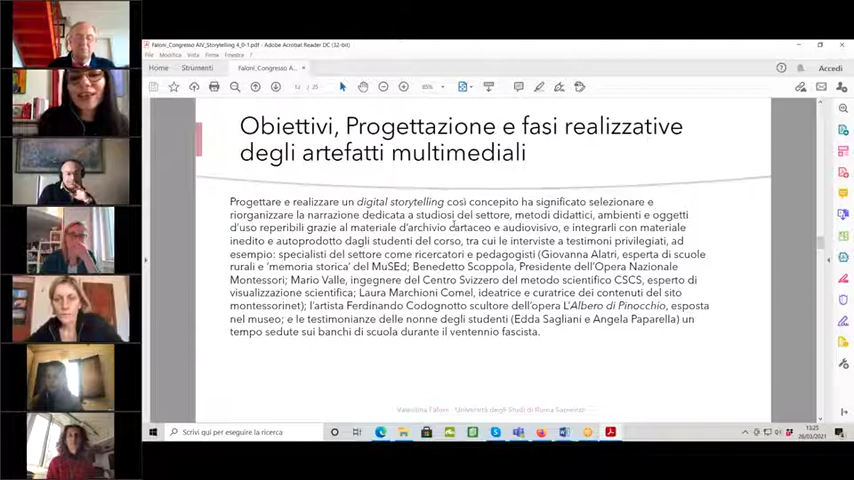 Faloni_Congresso AIV_Storytelling 4_0-1.pdf - Adobe Acrobat Reader DC (32-bit)
File Modifica Vista Firma Finestra ?
Home Strumenti Faloni_Congresso A... × Accedi
/ 25 85%
Obiettivi, Progettazione e fasi realizzative
degli artefatti multimediali
Progettare e realizzare un digital storytelling così concepito ha significato selezionare e
riorganizzare la narrazione dedicata a studiosi del settore, metodi didattici, ambienti e oggetti
d'uso reperibili grazie al materiale d'archivio cartaceo e audiovisivo, e integrarli con materiale
inedito e autoprodotto dagli studenti del corso, tra cui le interviste a testimoni privilegiati, ad
esempio: specialisti del settore come ricercatori e pedagogisti (Giovanna Alatri, esperta di scuole
rurali e 'memoria storica' del MuSEd; Benedetto Scoppola, Presidente dell'Opera Nazionale
Montessori; Mario Valle, ingegnere del Centro Svizzero del metodo scientifico CSCS, esperto di
visualizzazione scientifica; Laura Marchioni Comel, ideatrice e curatrice dei contenuti del sito
montessorinet); l'artista Ferdinando Codognotto scultore dell'opera L'Albero di Pinocchio, esposta
nel museo; e le testimonianze delle nonne degli studenti (Edda Sagliani e Angela Paparella) un
tempo sedute sui banchi di scuola durante il ventennio fascista.
Valentina Faloni Università degli Studi di Roma Sapienza
Scrivi qui per eseguire la ricerca
13:25
26/03/2021